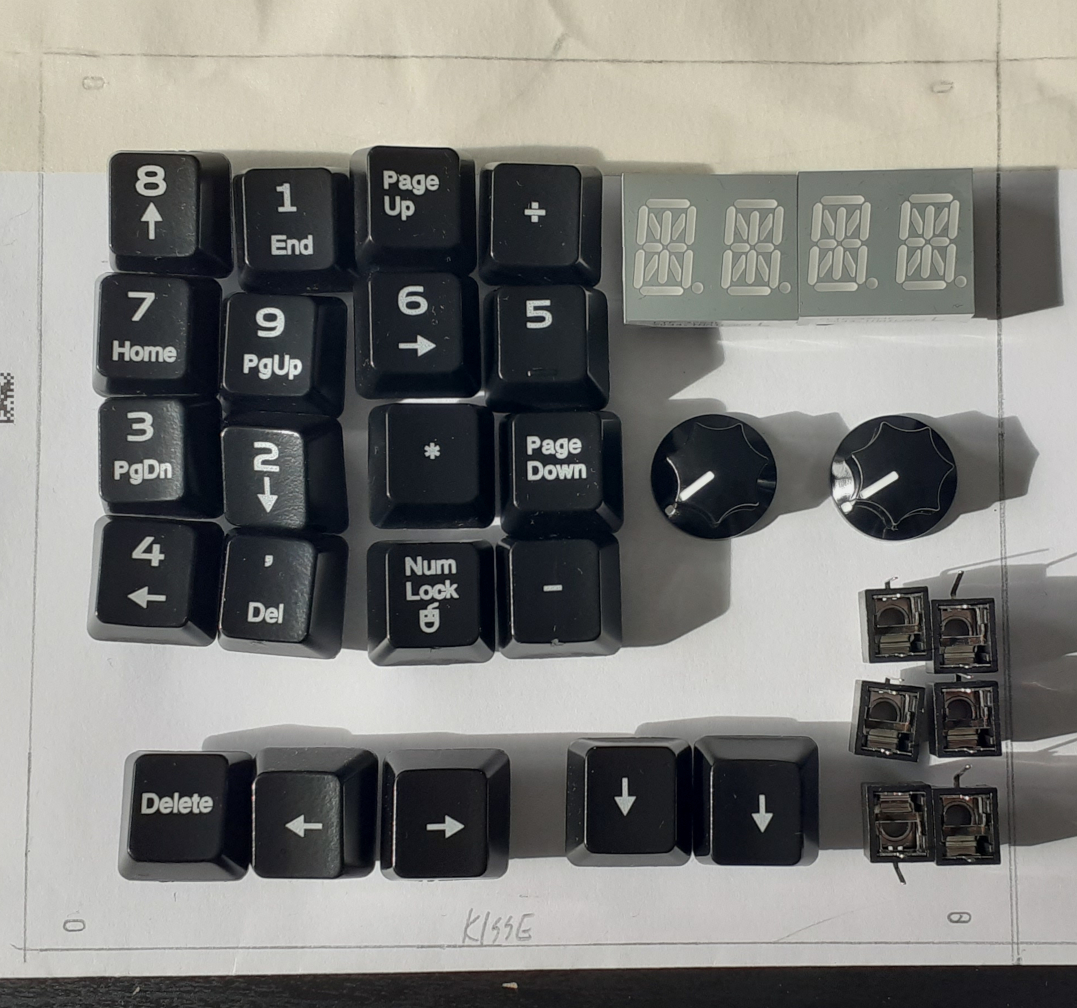 8
↑
1
End
Page
Up
÷
7
Home
9
PgUp
6
→
5
3
PgDn
2
↓
*
Page
Down
4
←
,
Del
Num
Lock
-
Delete
←
→
↓
↓
KISSE